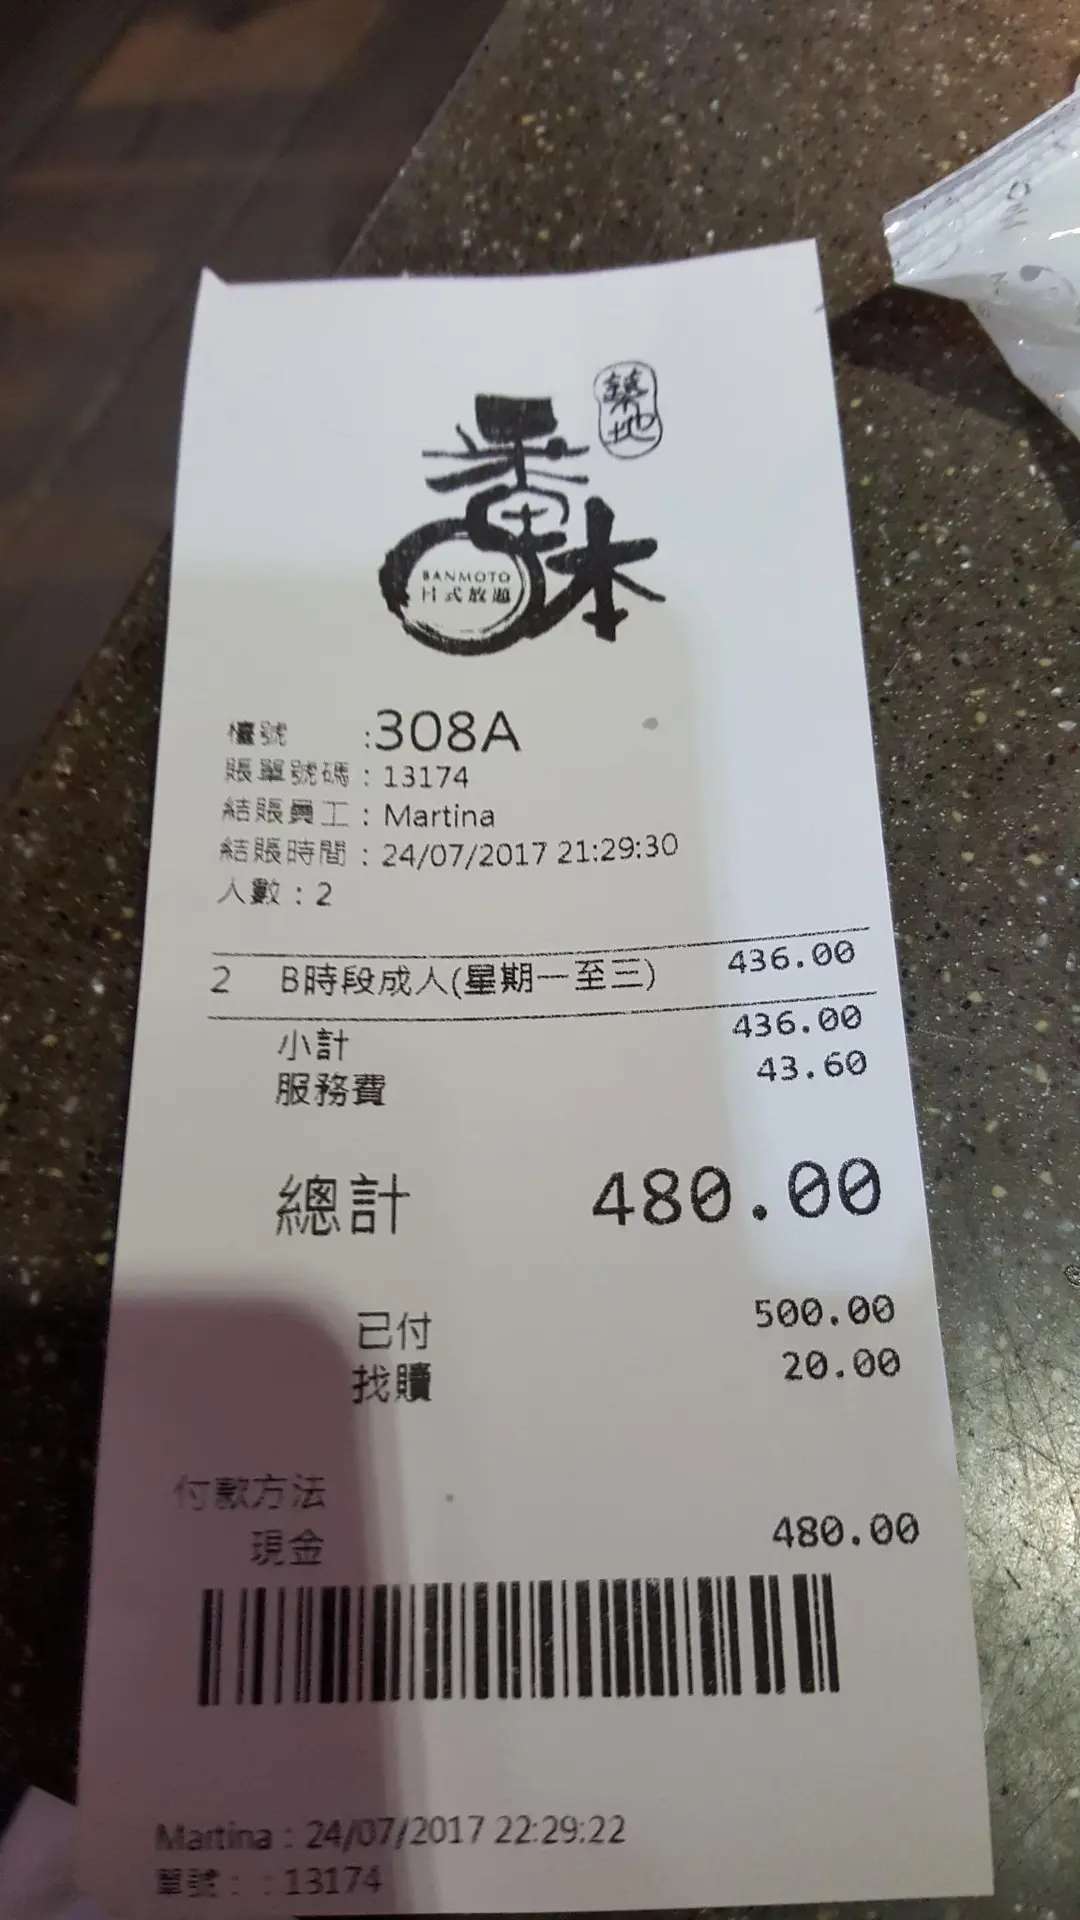 築地
番本
BANMOTO
日式放題
檯號 :308A
賬單號碼 : 13174
結賬員工 : Martina
結賬時間 : 24/07/2017 21:29:30
人數 : 2
2 B時段成人(星期一至三) 436.00
小計 436.00
服務費 43.60
總計 480.00
已付 500.00
找贖 20.00
付款方法
現金 480.00
Martina : 24/07/2017 22:29:22
單號 : : 13174